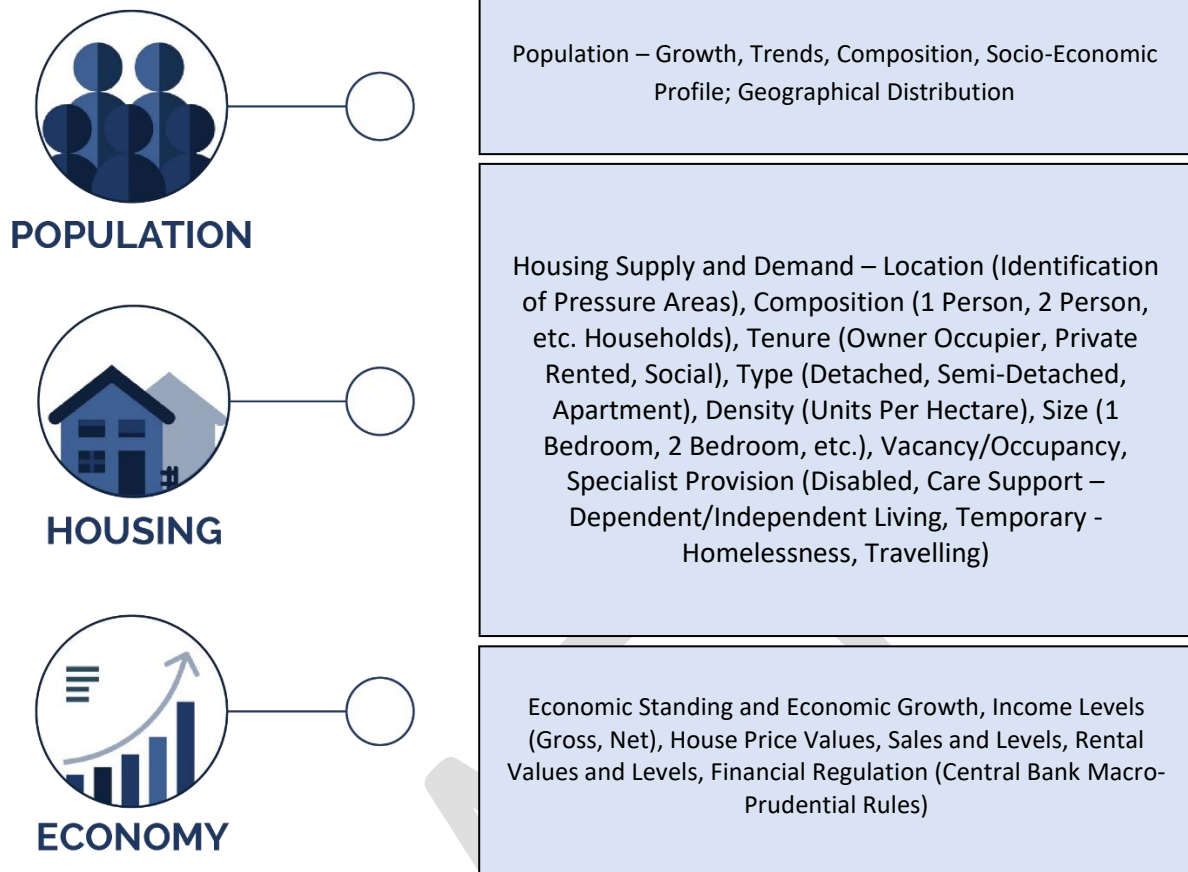 POPULATION
Population – Growth, Trends, Composition, Socio-Economic
Profile; Geographical Distribution
HOUSING
Housing Supply and Demand – Location (Identification
of Pressure Areas), Composition (1 Person, 2 Person,
etc. Households), Tenure (Owner Occupier, Private
Rented, Social), Type (Detached, Semi-Detached,
Apartment), Density (Units Per Hectare), Size (1
Bedroom, 2 Bedroom, etc.), Vacancy/Occupancy,
Specialist Provision (Disabled, Care Support –
Dependent/Independent Living, Temporary -
Homelessness, Travelling)
ECONOMY
Economic Standing and Economic Growth, Income Levels
(Gross, Net), House Price Values, Sales and Levels, Rental
Values and Levels, Financial Regulation (Central Bank Macro-
Prudential Rules)